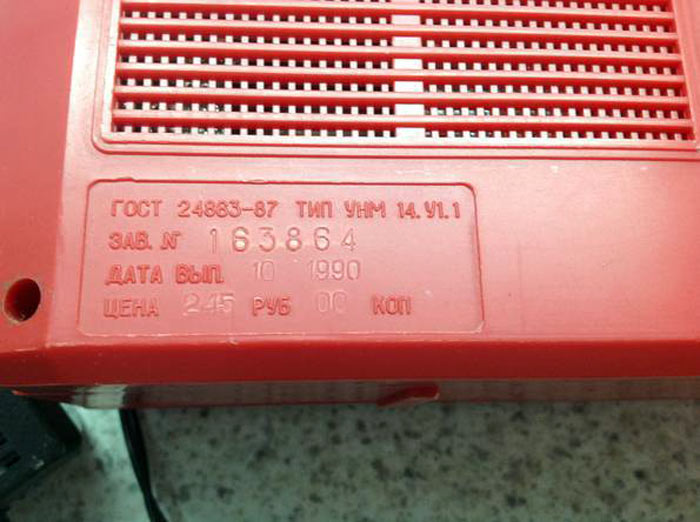 ГОСТ 24863-87 ТИП УНМ 14.У1.1
ЗАВ. № 163864
ДАТА ВЫП. 10 1990
ЦЕНА 245 РУБ 00 КОП